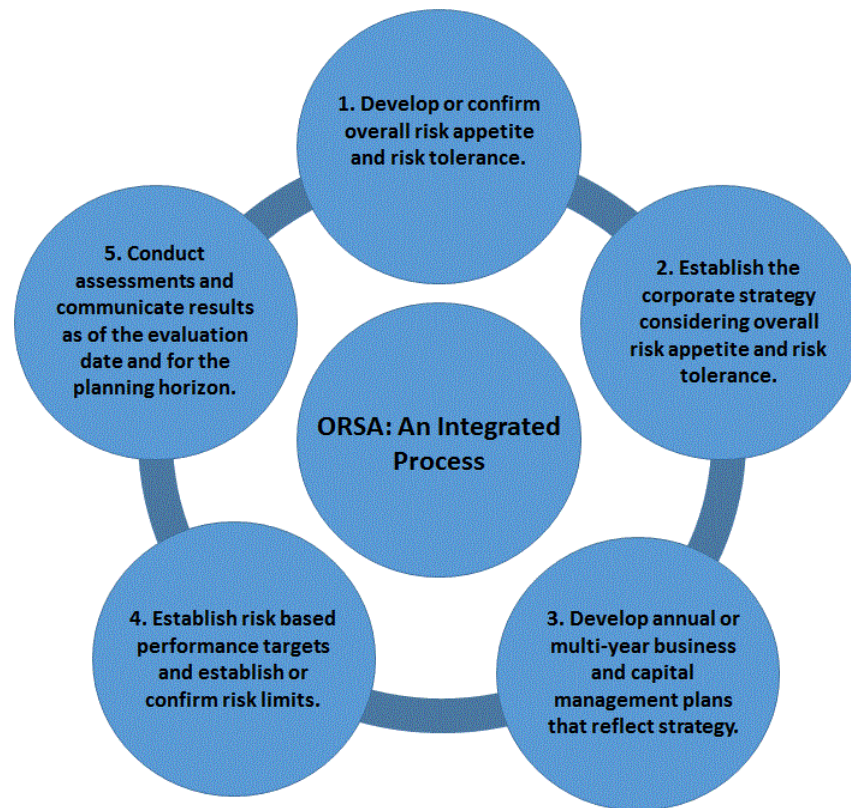 1. Develop or confirm
overall risk appetite
and risk tolerance.
2. Establish the
corporate strategy
considering overall
risk appetite and risk
tolerance.
3. Develop annual or
multi-year business
and capital
management plans
that reflect strategy.
4. Establish risk based
performance targets
and establish or
confirm risk limits.
5. Conduct
assessments and
communicate results
as of the evaluation
date and for the
planning horizon.
ORSA: An Integrated
Process